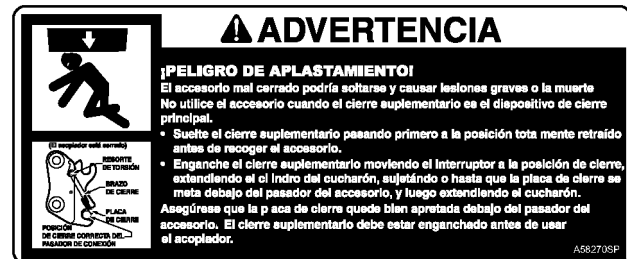 ADVERTENCIA
¡PELIGRO DE APLASTAMIENTO!
El accesorio mal cerrado podría soltarse y causar lesiones graves o la muerte
No utilice el accesorio cuando el cierre suplementario es el dispositivo de cierre
principal.
• Suelte el cierre suplementario pasando primero a la posición tota mente retraído
antes de recoger el accesorio.
• Enganche el cierre suplementario moviendo el interruptor a la posición de cierre,
extendiendo el ci indro del cucharón, sujetándo o hasta que la placa de cierre se
meta debajo del pasador del accesorio, y luego extendiendo el cucharón.
Asegúrese que la p aca de cierre quede bien apretada debajo del pasador del
accesorio. El cierre suplementario debe estar enganchado antes de usar
el acoplador.
(El acoplador está cerrado)
RESORTE
DE TORSIÓN
BRAZO
DE CIERRE
PLACA
DE CIERRE
POSICIÓN
DE CIERRE CORRECTA DEL
PASADOR DE CONEXIÓN
A58270SP